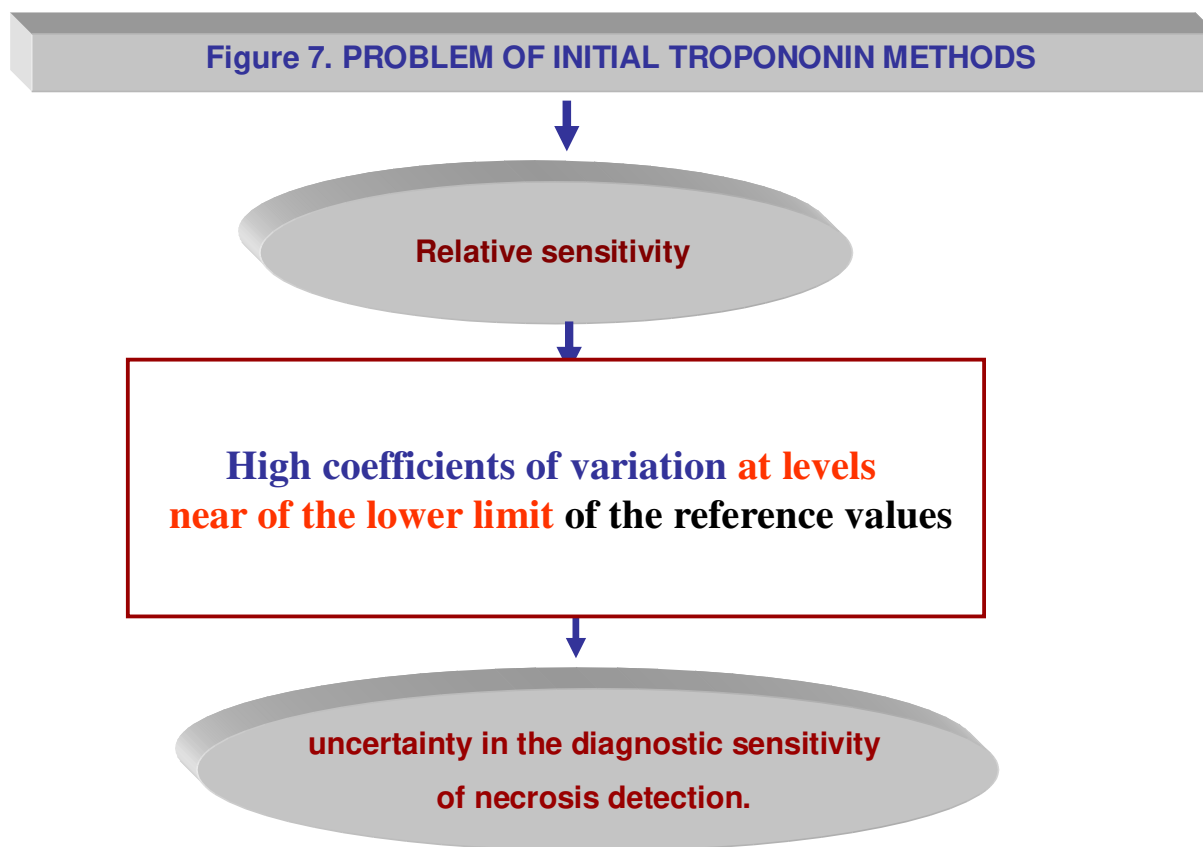 Figure 7. PROBLEM OF INITIAL TROPONONIN METHODS
Relative sensitivity
High coefficients of variation at levels
near of the lower limit of the reference values
uncertainty in the diagnostic sensitivity
of necrosis detection.